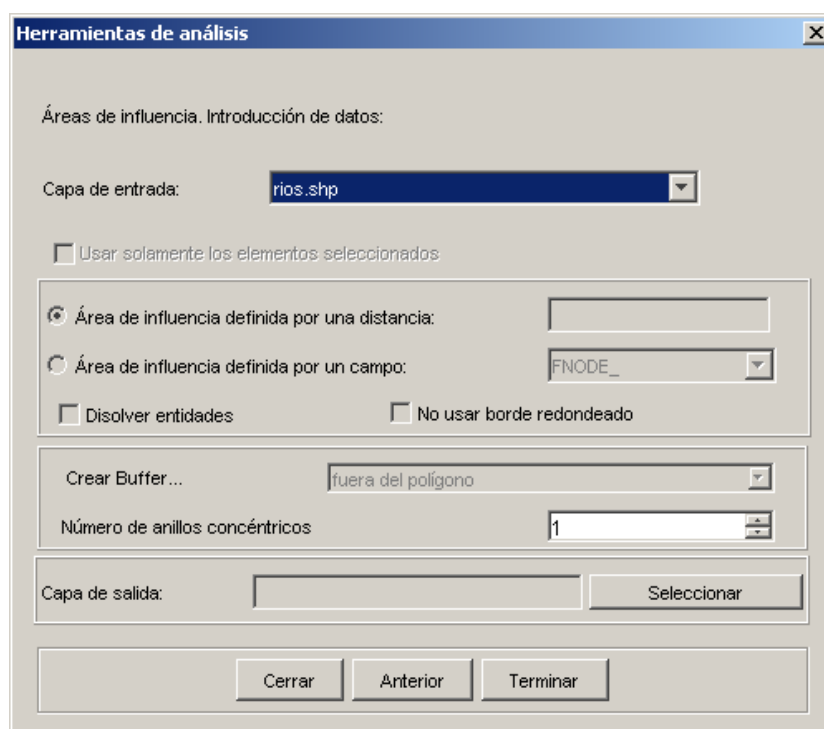 Herramientas de análisis
Áreas de influencia. Introducción de datos:
Capa de entrada: rios.shp
Usar solamente los elementos seleccionados
Área de influencia definida por una distancia:
Área de influencia definida por un campo: FNODE_
Disolver entidades No usar borde redondeado
Crear Buffer... fuera del polígono
Número de anillos concéntricos 1
Capa de salida: Seleccionar
Cerrar Anterior Terminar